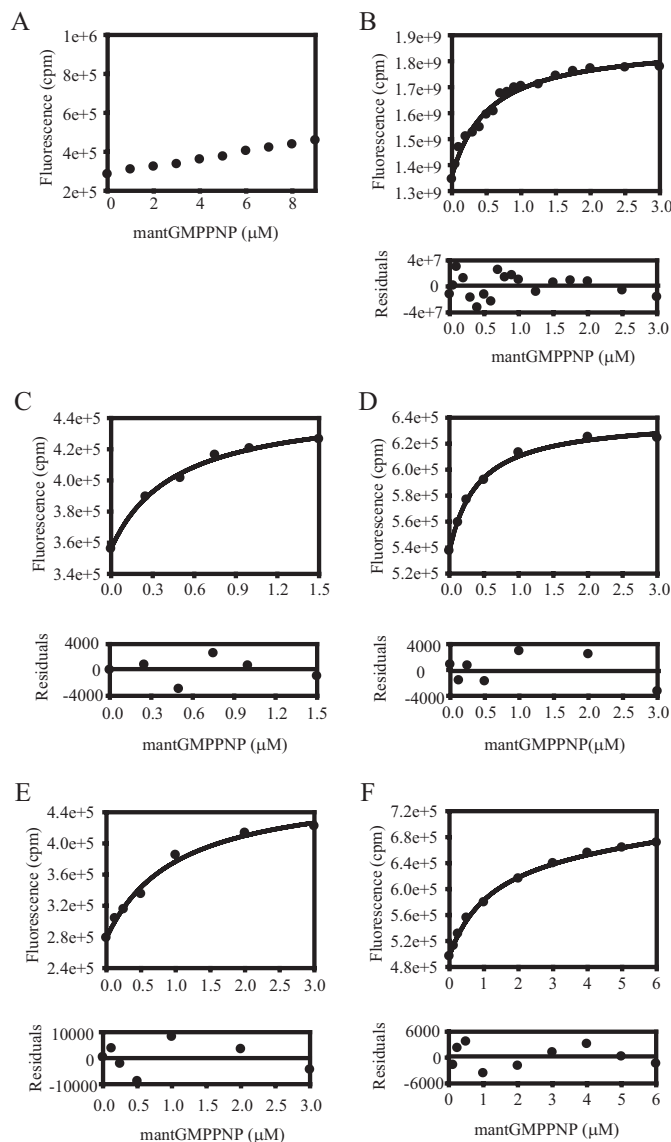 A
B
1e+6
8e+5
6e+5
4e+5
2e+5
Fluorescence (cpm)
0 2 4 6 8
mantGMPPNP (μM)
1.9e+9
1.8e+9
1.7e+9
1.6e+9
1.5e+9
1.4e+9
1.3e+9
Fluorescence (cpm)
0.0 0.5 1.0 1.5 2.0 2.5 3.0
4e+7
0
-4e+7
Residuals
0.0 0.5 1.0 1.5 2.0 2.5 3.0
mantGMPPNP (μM)
C
D
4.4e+5
4.2e+5
4.0e+5
3.8e+5
3.6e+5
3.4e+5
Fluorescence (cpm)
0.0 0.3 0.6 0.9 1.2 1.5
4000
0
-4000
Residuals
0.0 0.3 0.6 0.9 1.2 1.5
mantGMPPNP (μM)
6.4e+5
6.2e+5
6.0e+5
5.8e+5
5.6e+5
5.4e+5
5.2e+5
Fluorescence (cpm)
0.0 0.5 1.0 1.5 2.0 2.5 3.0
4000
0
-4000
Residuals
0.0 0.5 1.0 1.5 2.0 2.5 3.0
mantGMPPNP(μM)
E
F
4.4e+5
4.0e+5
3.6e+5
3.2e+5
2.8e+5
2.4e+5
Fluorescence (cpm)
0.0 0.5 1.0 1.5 2.0 2.5 3.0
10000
0
-10000
Residuals
0.0 0.5 1.0 1.5 2.0 2.5 3.0
mantGMPPNP (μM)
7.2e+5
6.8e+5
6.4e+5
6.0e+5
5.6e+5
5.2e+5
4.8e+5
Fluorescence (cpm)
0 1 2 3 4 5 6
6000
0
-6000
Residuals
0 1 2 3 4 5 6
mantGMPPNP (μM)